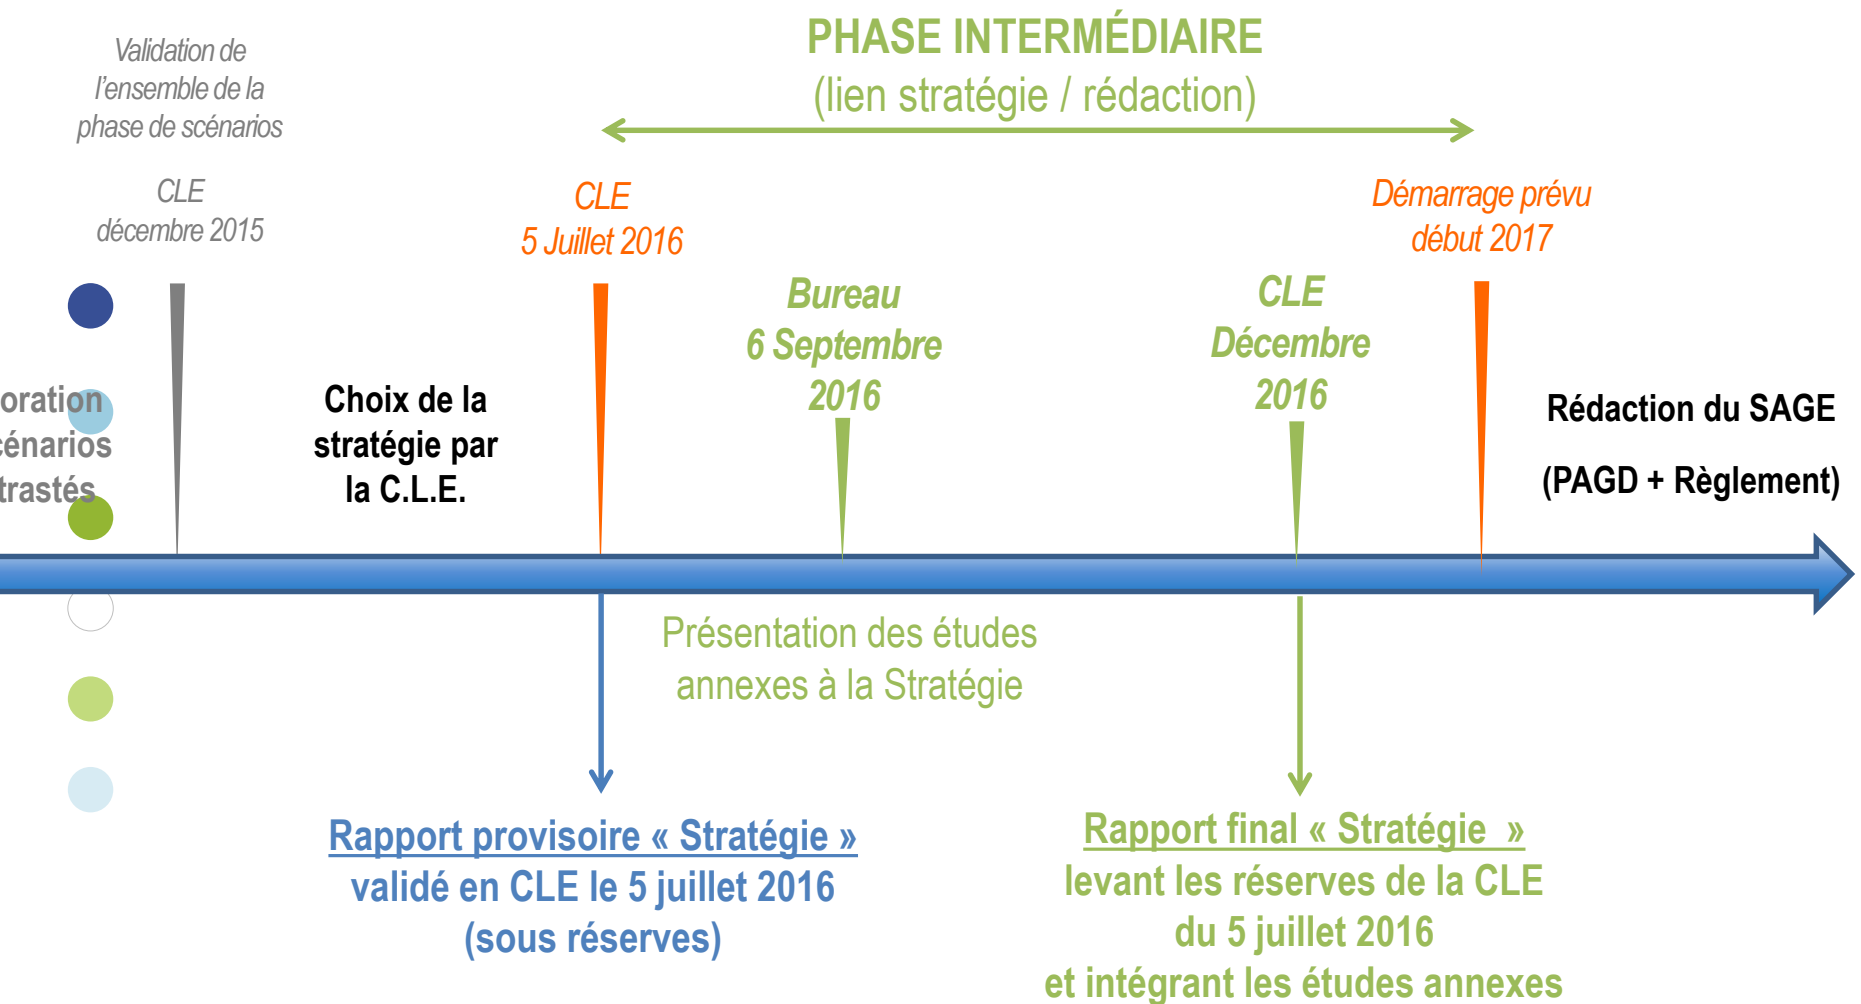 Validation de
l'ensemble de la
phase de scénarios
CLE
décembre 2015
PHASE INTERMÉDIAIRE
(lien stratégie / rédaction)
CLE
5 Juillet 2016
Démarrage prévu
début 2017
Bureau
6 Septembre
2016
CLE
Décembre
2016
oration
cénarios
trastés
Choix de la
stratégie par
la C.L.E.
Rédaction du SAGE
(PAGD + Règlement)
Présentation des études
annexes à la Stratégie
Rapport provisoire « Stratégie »
validé en CLE le 5 juillet 2016
(sous réserves)
Rapport final « Stratégie »
levant les réserves de la CLE
du 5 juillet 2016
et intégrant les études annexes